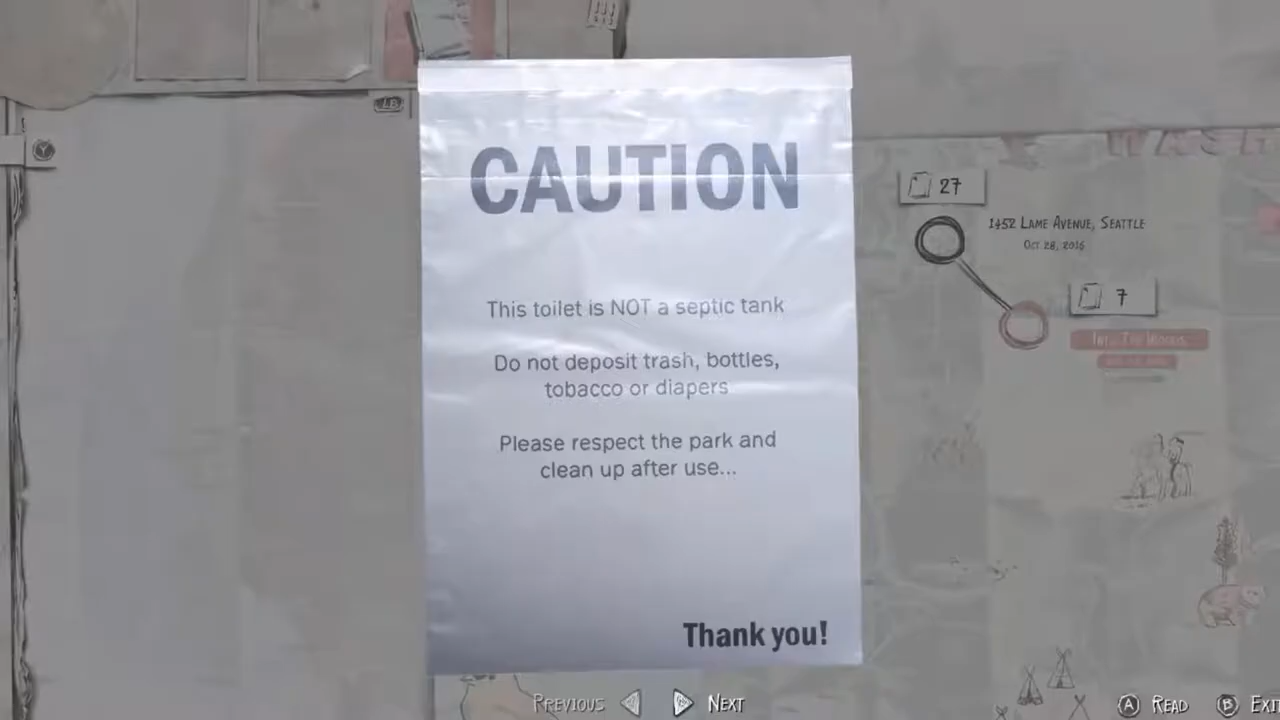 LB
Y
CAUTION
This toilet is NOT a septic tank
Do not deposit trash, bottles,
tobacco or diapers
Please respect the park and
clean up after use...
Thank you!
27
1452 LAME AVENUE, SEATTLE
OCT 28, 2016
7
PREVIOUS
NEXT
A READ
B EXI